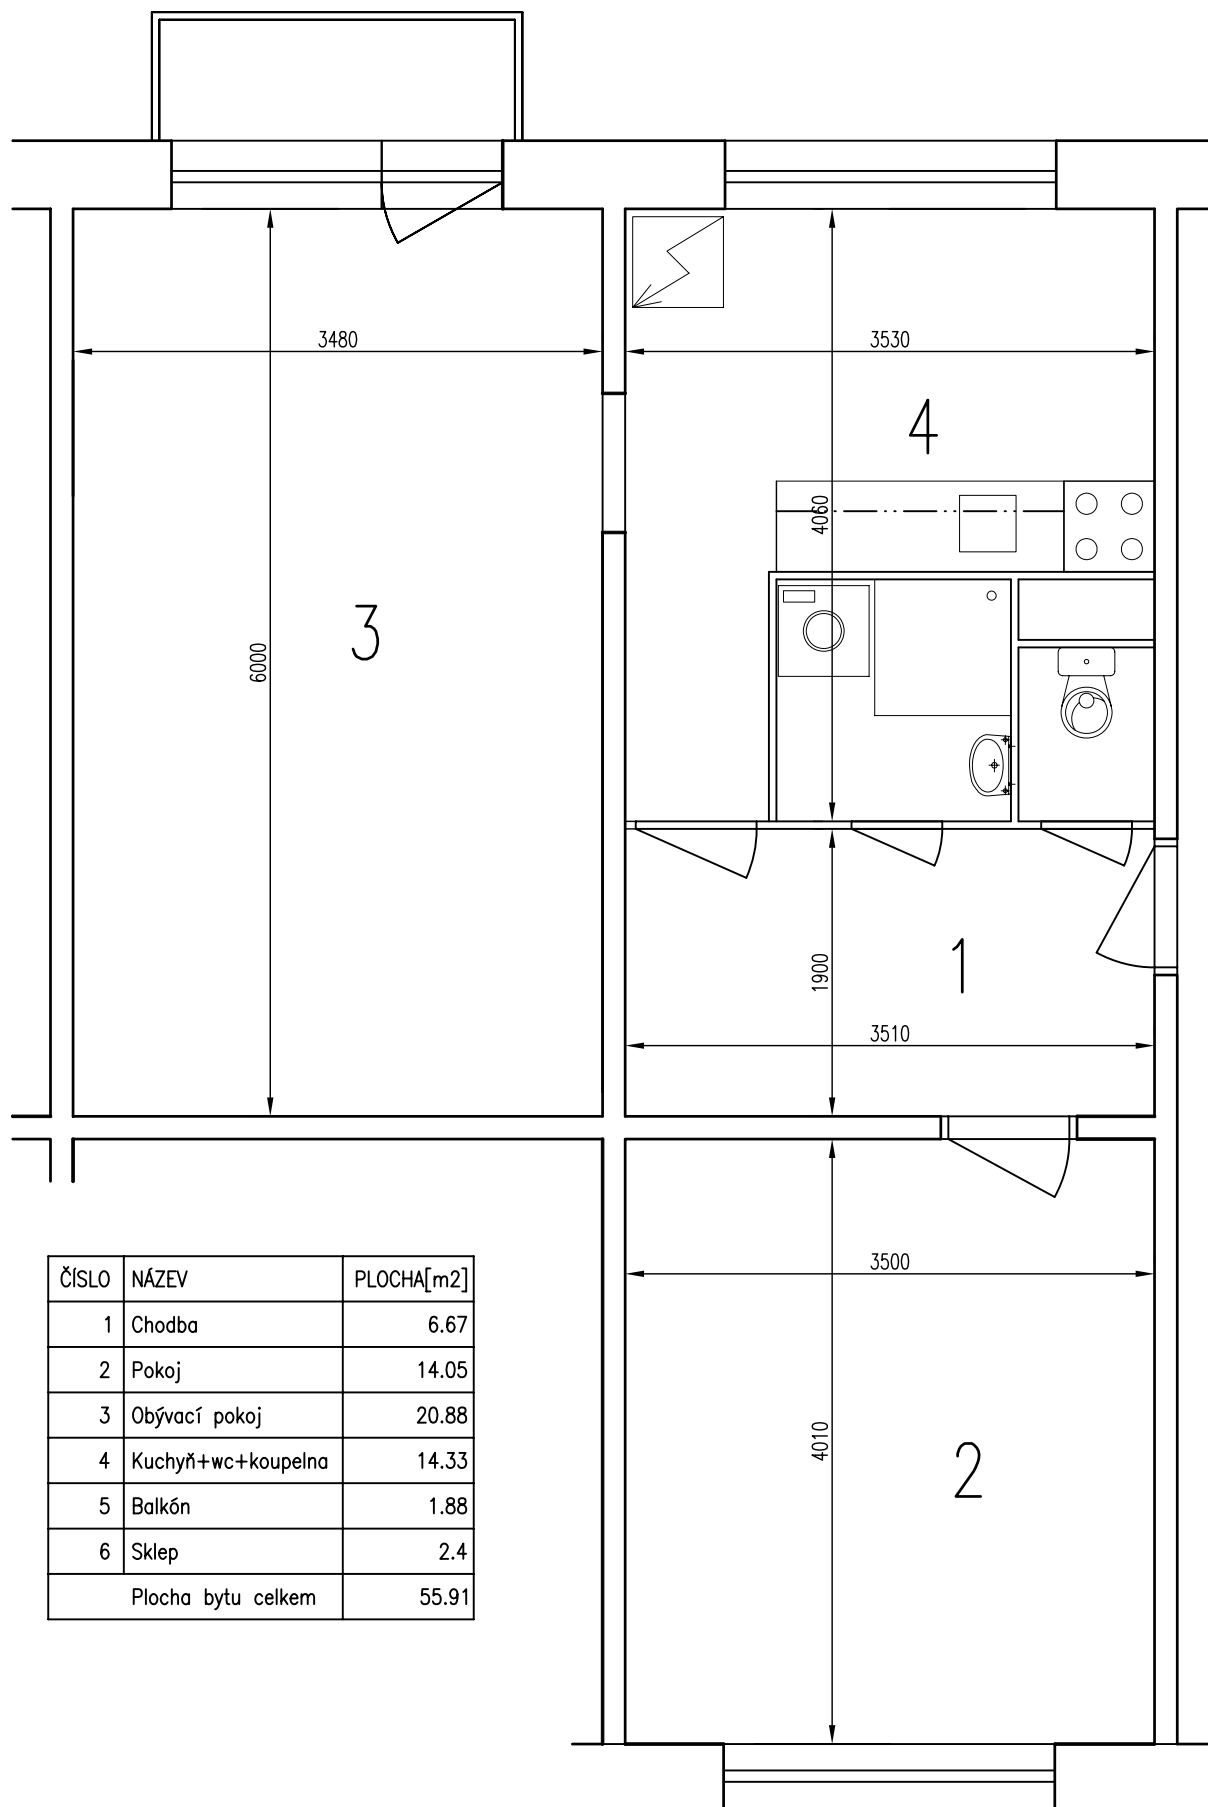 3480
3530
4
4060
3
6000
1
1900
3510
3500
4010
2
ČÍSLO NÁZEV PLOCHA[m2]
1 Chodba 6.67
2 Pokoj 14.05
3 Obývací pokoj 20.88
4 Kuchyň+wc+koupelna 14.33
5 Balkón 1.88
6 Sklep 2.4
Plocha bytu celkem 55.91